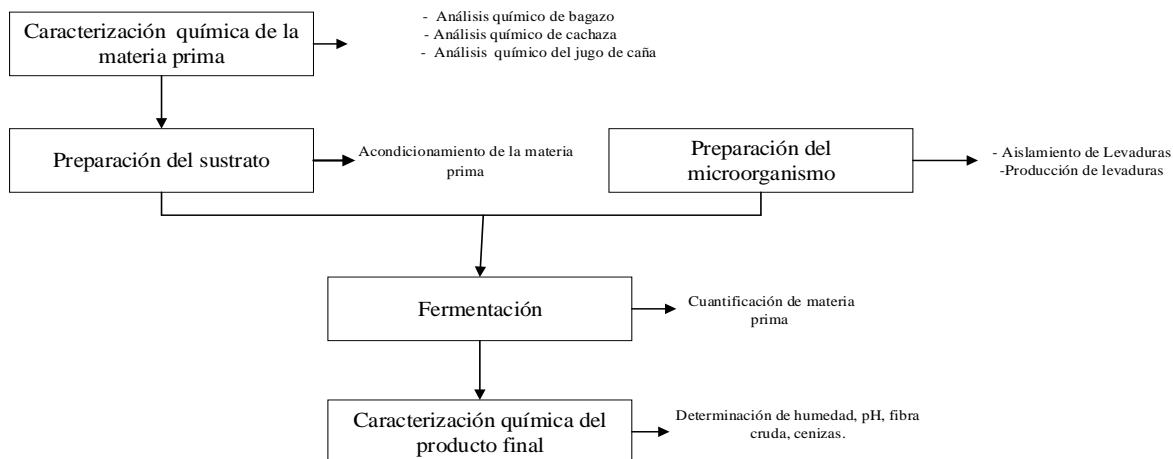 Caracterización química de la
materia prima
- Análisis químico de bagazo
- Análisis químico de cachaza
- Análisis químico del jugo de caña
Preparación del sustrato
Acondicionamiento de la materia
prima
Preparación del
microorganismo
- Aislamiento de Levaduras
-Producción de levaduras
Fermentación
Cuantificación de materia
prima
Caracterización química del
producto final
Determinación de humedad, pH, fibra
cruda, cenizas.